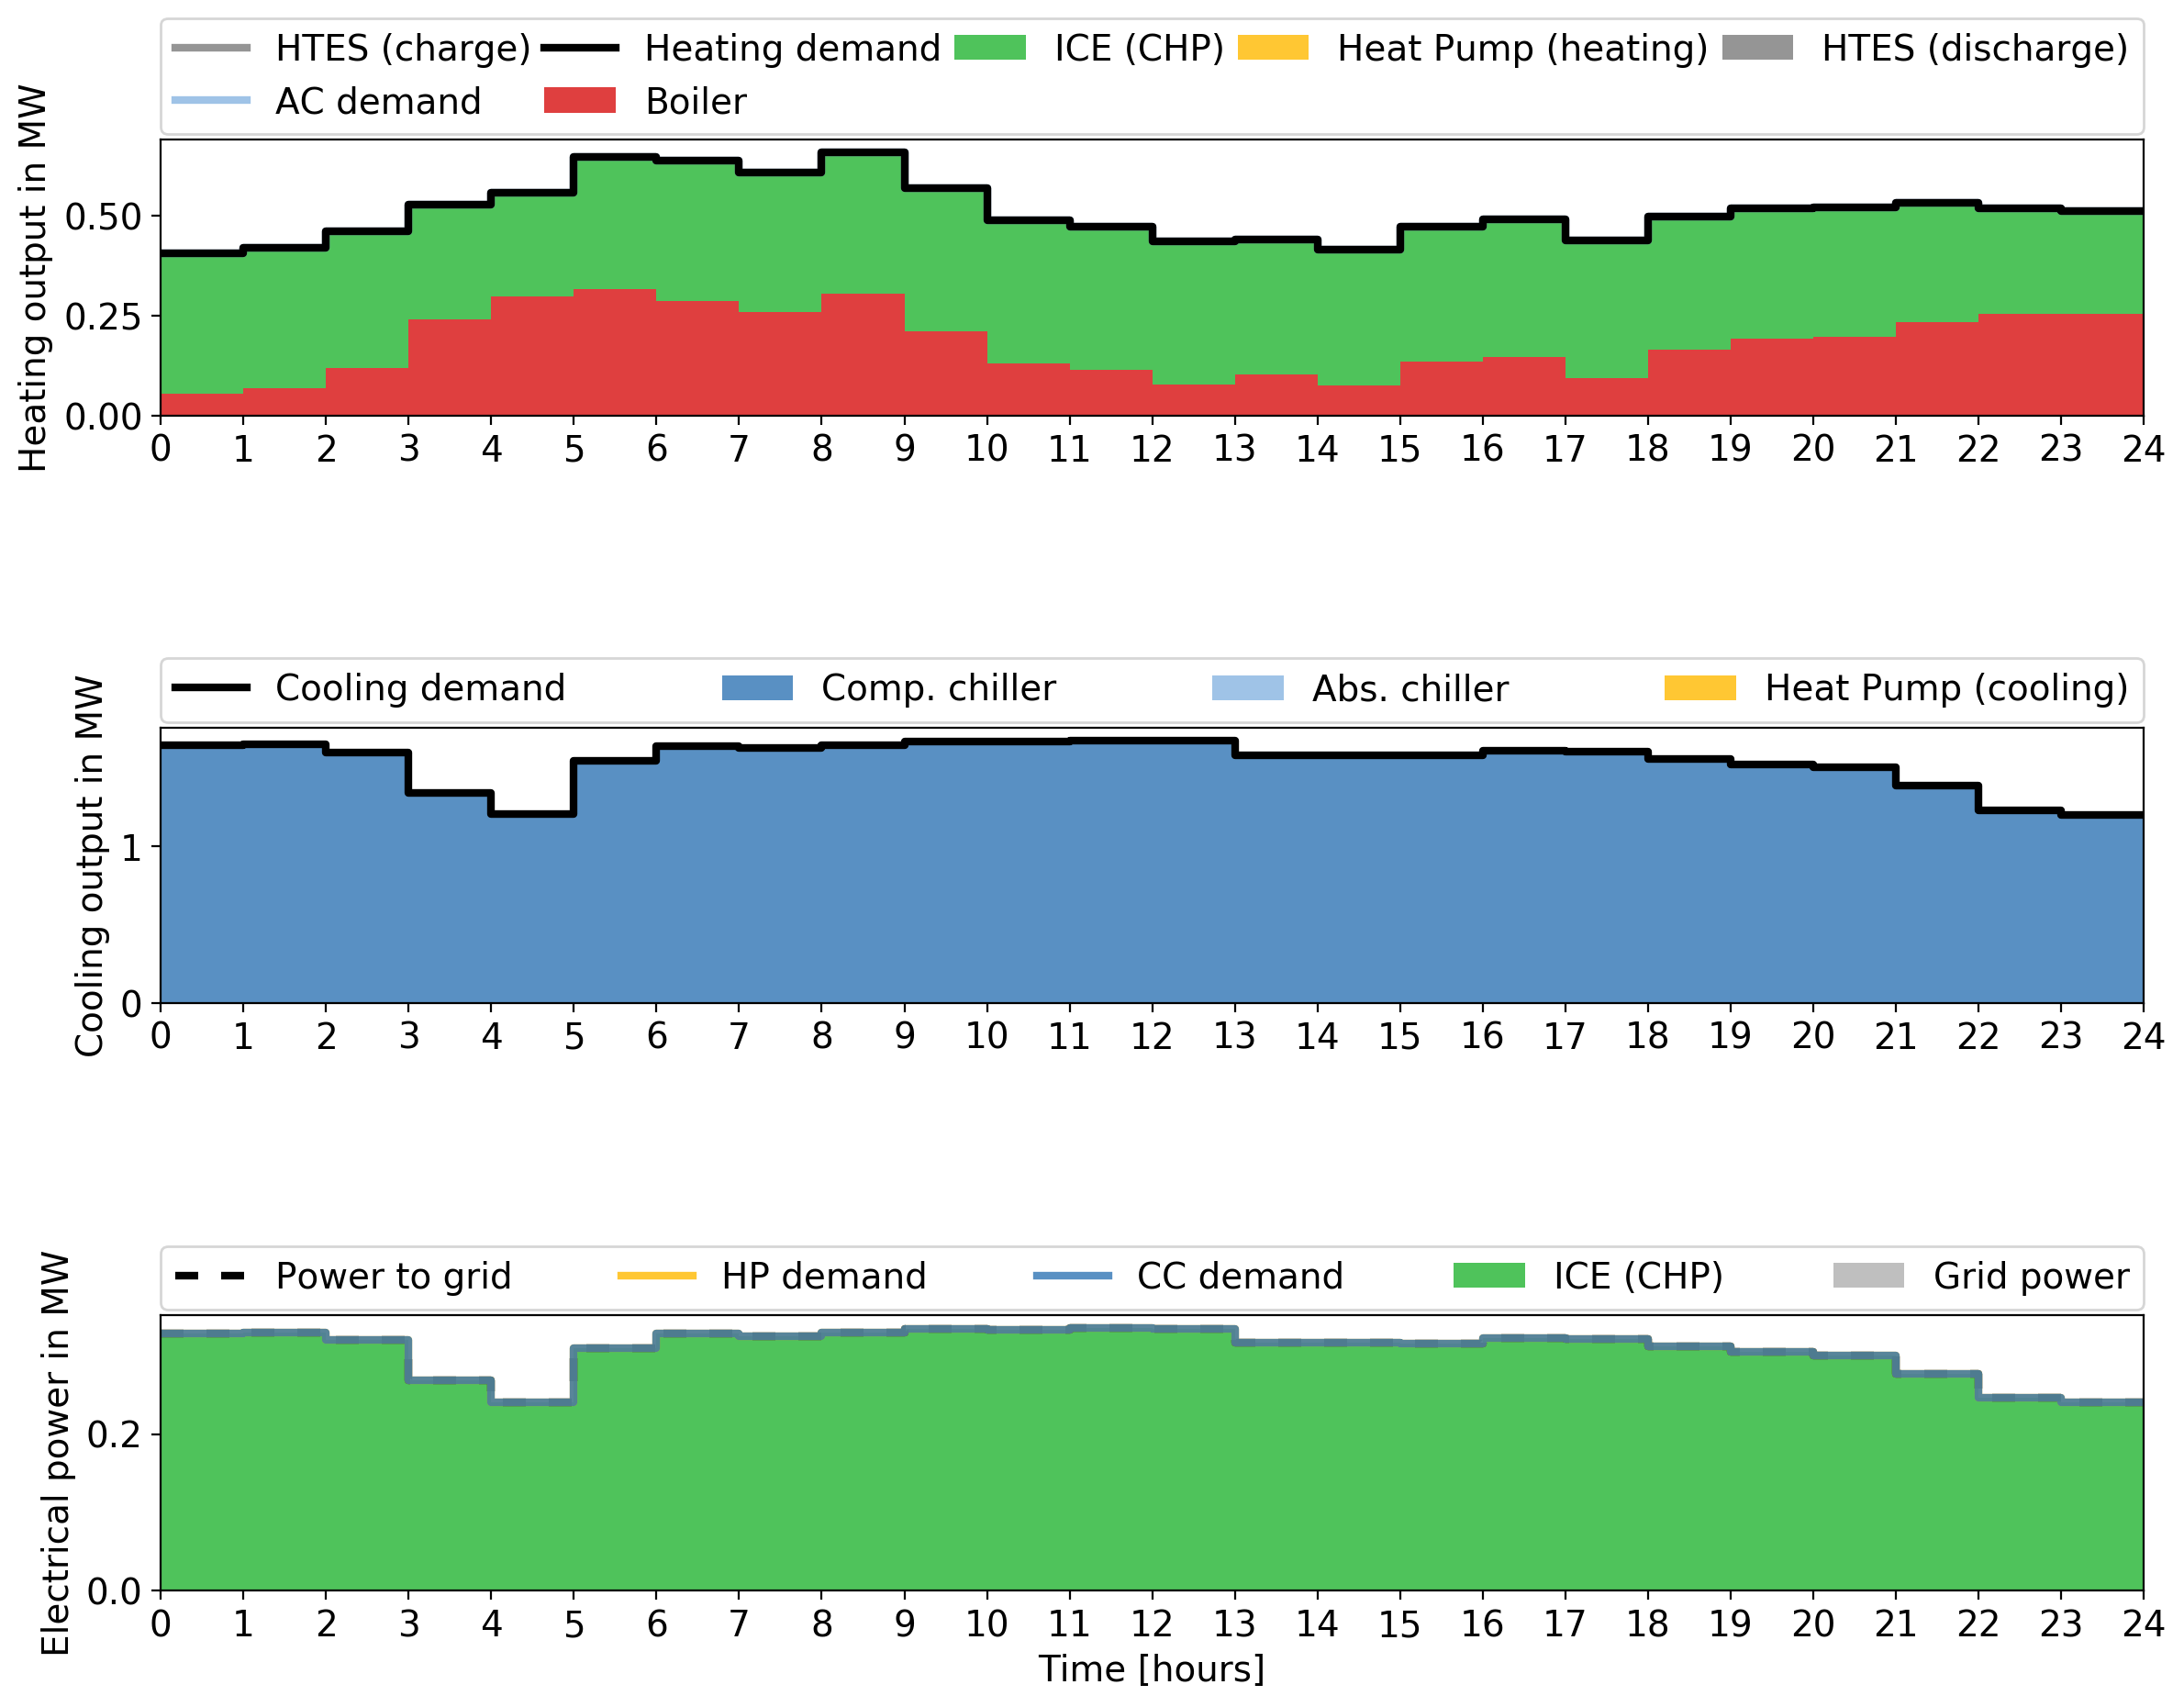 HTES (charge) Heating demand ICE (CHP) Heat Pump (heating) HTES (discharge)
AC demand Boiler
Heating output in MW
0.50
0.25
0.00
0 1 2 3 4 5 6 7 8 9 10 11 12 13 14 15 16 17 18 19 20 21 22 23 24
Cooling demand Comp. chiller Abs. chiller Heat Pump (cooling)
Cooling output in MW
1
0
0 1 2 3 4 5 6 7 8 9 10 11 12 13 14 15 16 17 18 19 20 21 22 23 24
Power to grid HP demand CC demand ICE (CHP) Grid power
Electrical power in MW
0.2
0.0
0 1 2 3 4 5 6 7 8 9 10 11 12 13 14 15 16 17 18 19 20 21 22 23 24
Time [hours]